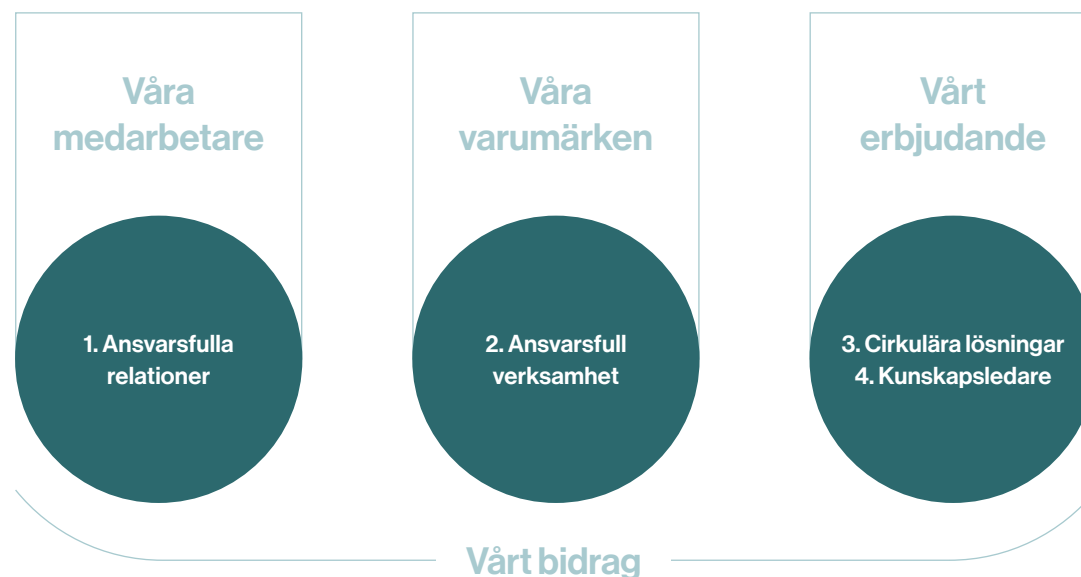 Våra
medarbetare
Våra
varumärken
Vårt
erbjudande
1. Ansvarsfulla
relationer
2. Ansvarsfull
verksamhet
3. Cirkulära lösningar
4. Kunskapsledare
Vårt bidrag